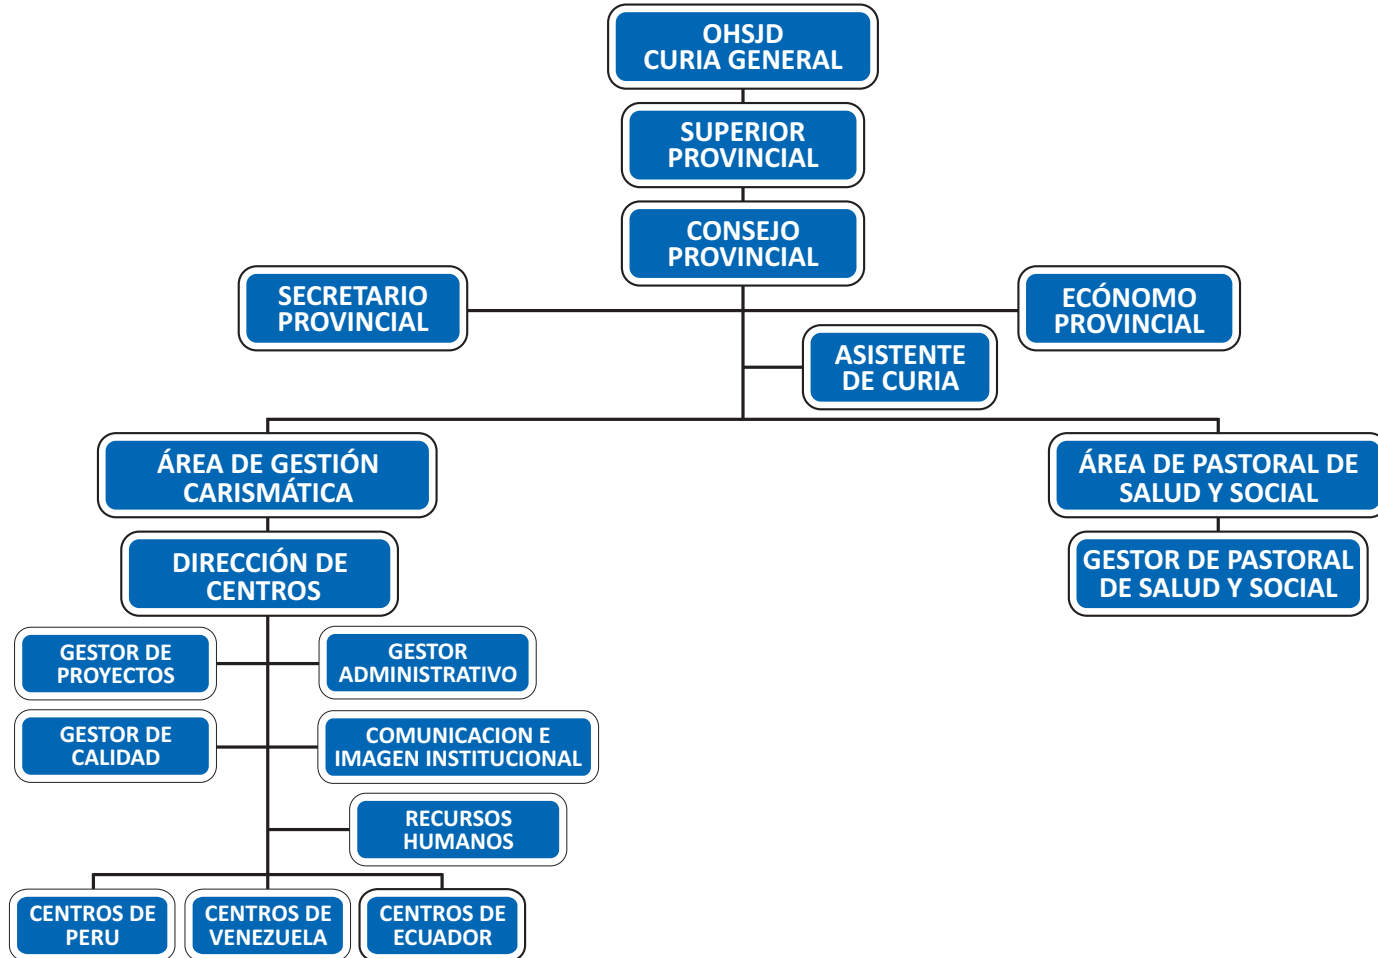 OHSJD
CURIA GENERAL
SUPERIOR
PROVINCIAL
CONSEJO
PROVINCIAL
SECRETARIO
PROVINCIAL
ECÓNOMO
PROVINCIAL
ASISTENTE
DE CURIA
ÁREA DE GESTIÓN
CARISMÁTICA
ÁREA DE PASTORAL DE
SALUD Y SOCIAL
DIRECCIÓN DE
CENTROS
GESTOR DE PASTORAL
DE SALUD Y SOCIAL
GESTOR DE
PROYECTOS
GESTOR
ADMINISTRATIVO
GESTOR DE
CALIDAD
COMUNICACION E
IMAGEN INSTITUCIONAL
RECURSOS
HUMANOS
CENTROS DE
PERU
CENTROS DE
VENEZUELA
CENTROS DE
ECUADOR